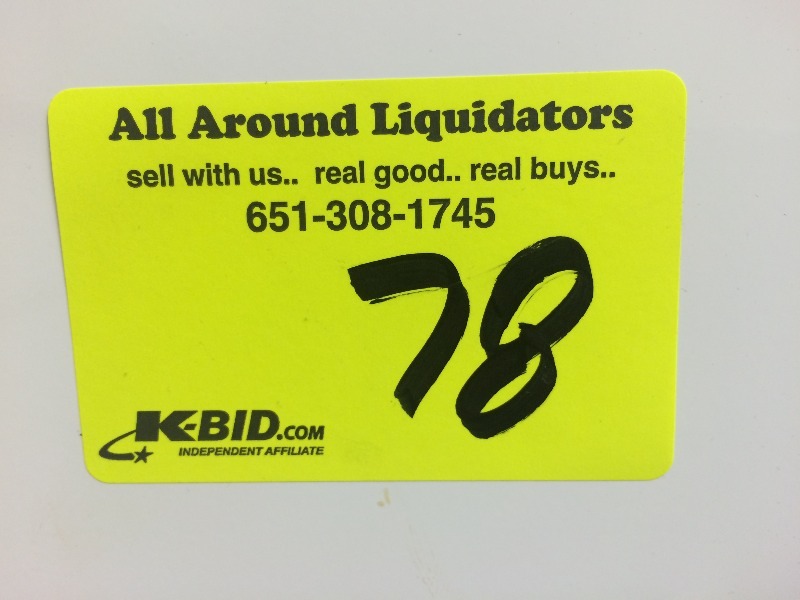 All Around Liquidators
sell with us.. real good.. real buys..
651-308-1745
78
K-BID.COM
INDEPENDENT AFFILIATE